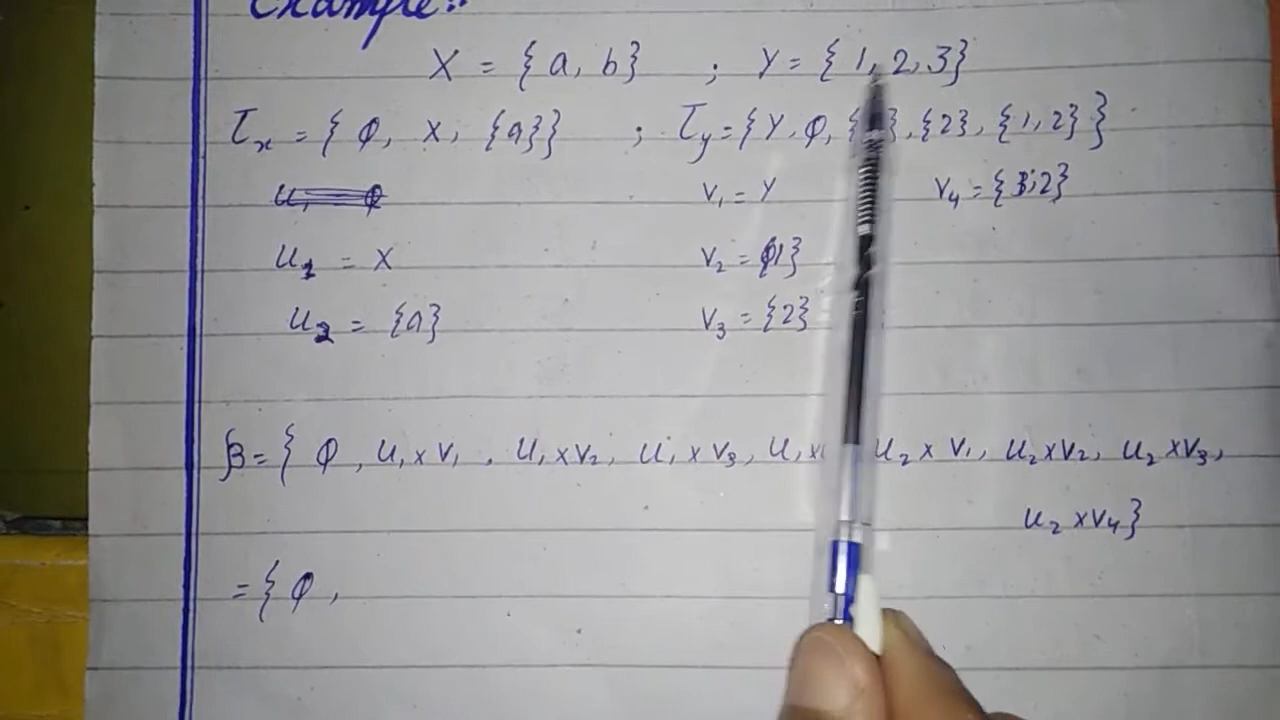 Example:
X = {a, b} ; Y = {1, 2, 3}
τx = {φ, X, {a}} ; τy = {Y, φ, { }, {2}, {1, 2}}
V1 = Y V4 = { 2}
U1 = X V2 = {1}
U2 = {a} V3 = {2}
β = { φ, U1 × V1, U1 × V2, U1 × V3, U1 × U2 × V1, U2 × V2, U2 × V3,
U2 × V4}
= { φ,